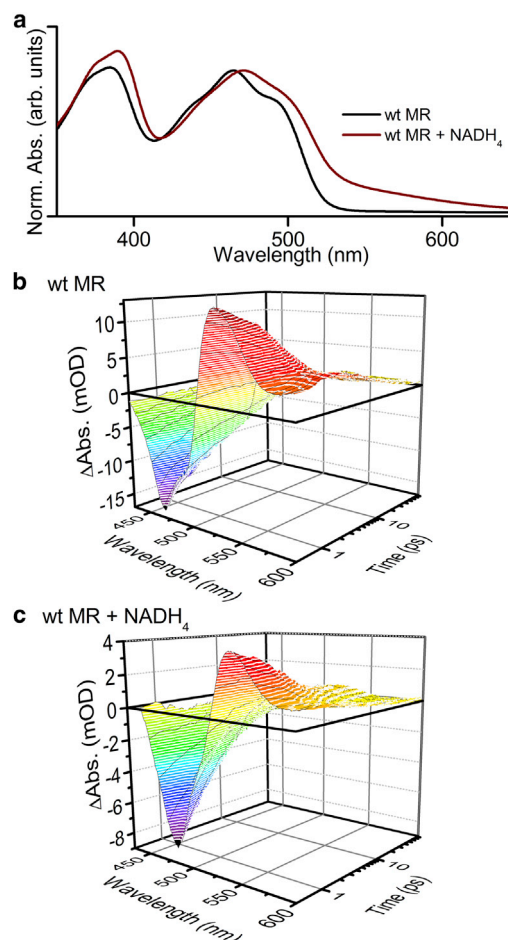 a
Norm. Abs. (arb. units)
wt MR
wt MR + NADH₄
400
500
600
Wavelength (nm)
b wt MR
10
5
0
-5
-10
-15
ΔAbs. (mOD)
450
500
550
600
Wavelength (nm)
1
10
Time (ps)
c wt MR + NADH₄
4
2
0
-2
-4
-6
-8
ΔAbs. (mOD)
450
500
550
600
Wavelength (nm)
1
10
Time (ps)